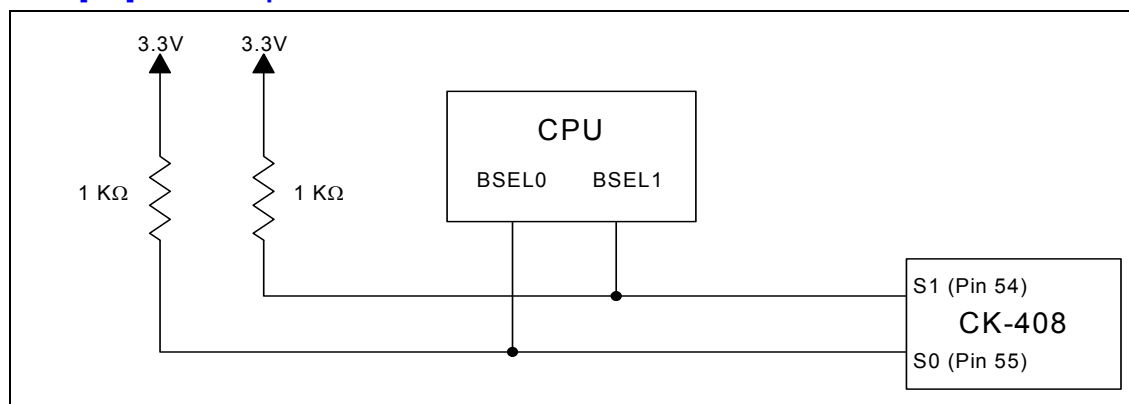 3.3V 3.3V
CPU
BSEL0 BSEL1
1 KΩ 1 KΩ
S1 (Pin 54)
CK-408
S0 (Pin 55)